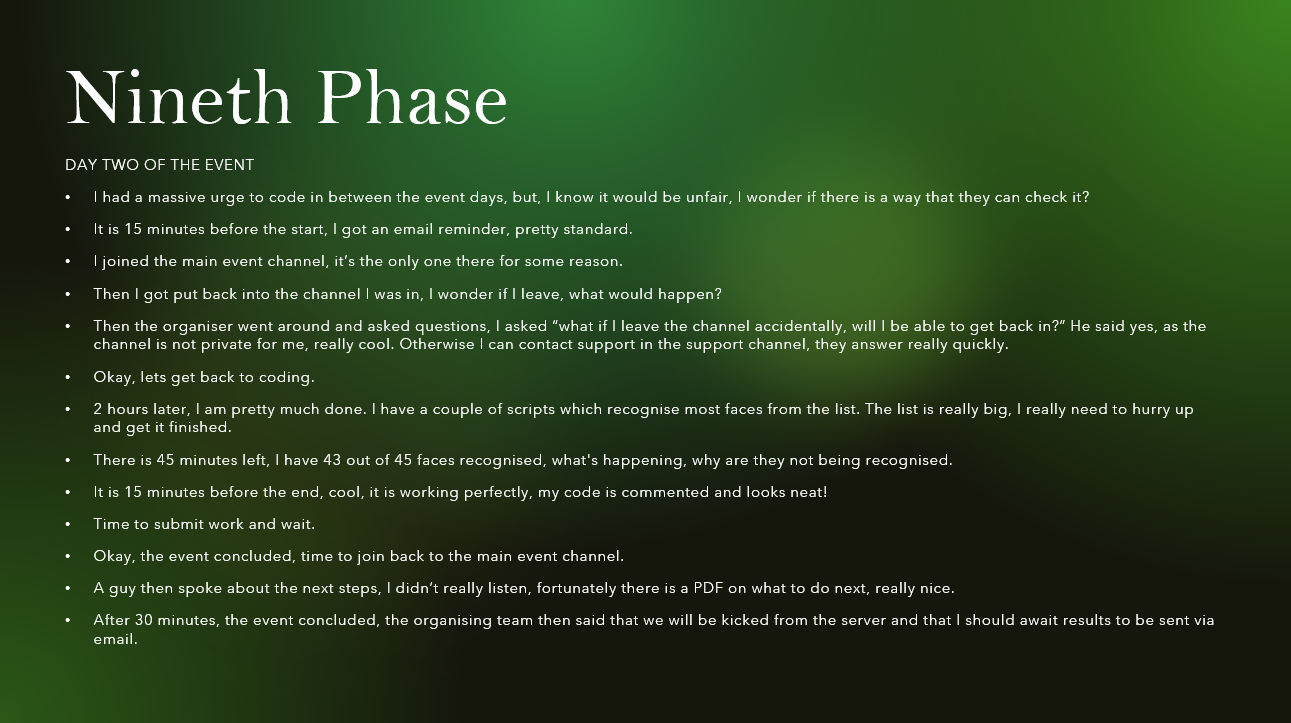 Nineth Phase
DAY TWO OF THE EVENT
• I had a massive urge to code in between the event days, but, I know it would be unfair, I wonder if there is a way that they can check it?
• It is 15 minutes before the start, I got an email reminder, pretty standard.
• I joined the main event channel, it’s the only one there for some reason.
• Then I got put back into the channel I was in, I wonder if I leave, what would happen?
• Then the organiser went around and asked questions, I asked “what if I leave the channel accidentally, will I be able to get back in?” He said yes, as the
channel is not private for me, really cool. Otherwise I can contact support in the support channel, they answer really quickly.
• Okay, lets get back to coding.
• 2 hours later, I am pretty much done. I have a couple of scripts which recognise most faces from the list. The list is really big, I really need to hurry up
and get it finished.
• There is 45 minutes left, I have 43 out of 45 faces recognised, what's happening, why are they not being recognised.
• It is 15 minutes before the end, cool, it is working perfectly, my code is commented and looks neat!
• Time to submit work and wait.
• Okay, the event concluded, time to join back to the main event channel.
• A guy then spoke about the next steps, I didn’t really listen, fortunately there is a PDF on what to do next, really nice.
• After 30 minutes, the event concluded, the organising team then said that we will be kicked from the server and that I should await results to be sent via
email.